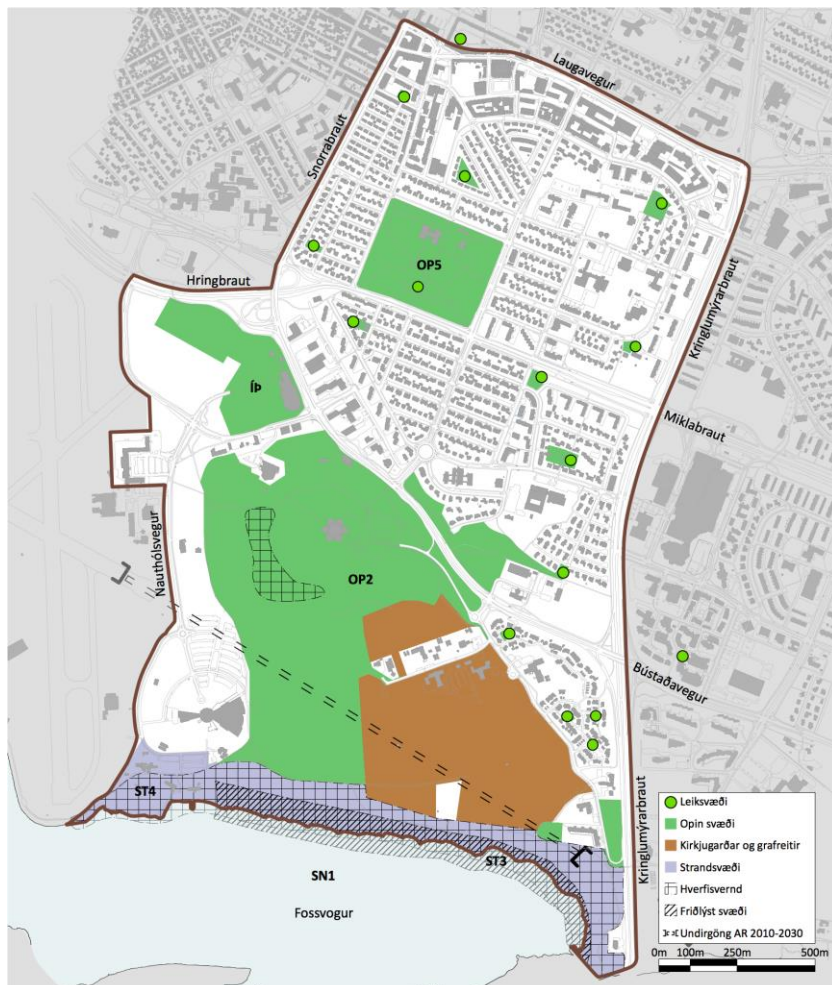 Laugavegur
Snorrabraut
OP5
Hringbraut
Kringlumýrarbraut
ÍÞ
Miklabraut
Nauthólsvegur
OP2
Bústaðavegur
ST4
ST3
Kringlumýrarbraut
SN1
Fossvogur
Leiksvæði
Opin svæði
Kirkjugarðar og grafreitir
Strandsvæði
Hverfisvernd
Friðlýst svæði
Undirgöng AR 2010-2030
0m 100m 250m 500m